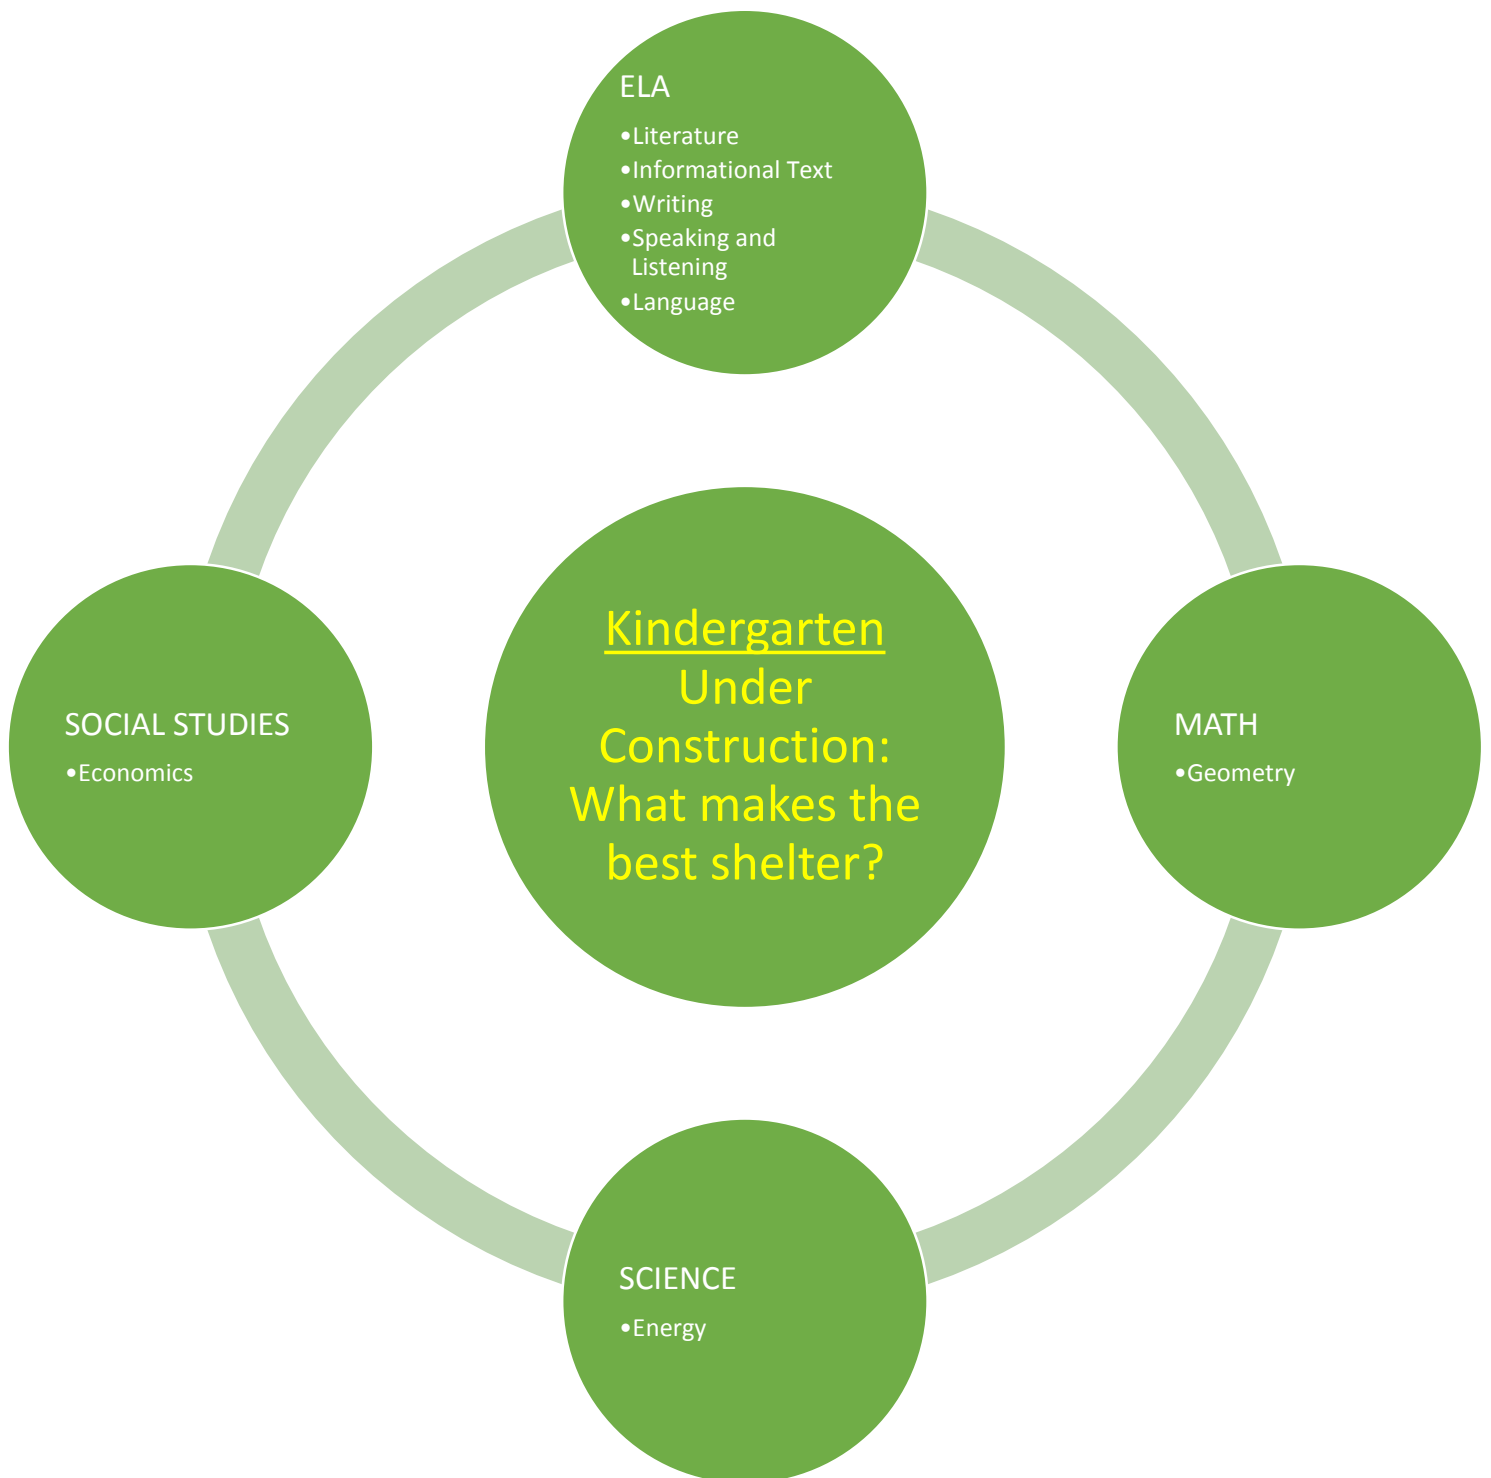 ELA
•Literature
•Informational Text
•Writing
•Speaking and
Listening
•Language
Kindergarten
Under
Construction:
What makes the
best shelter?
SOCIAL STUDIES
•Economics
MATH
•Geometry
SCIENCE
•Energy